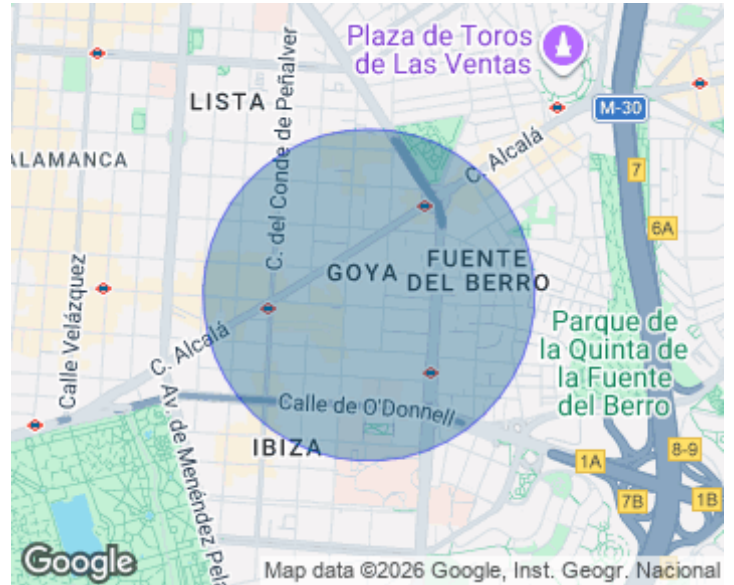 Plaza de Toros
de Las Ventas
LISTA
C. del Conde de Peñalver
M-30
ALAMANCA
C. Alcalá
7
6A
GOYA
FUENTE
DEL BERRO
Calle Velázquez
C. Alcalá
Parque de
la Quinta de
la Fuente
del Berro
Av. de Menéndez Pela
Calle de O'Donnell
IBIZA
1A
8-9
7B
1B
Google
Map data ©2026 Google, Inst. Geogr. Nacional